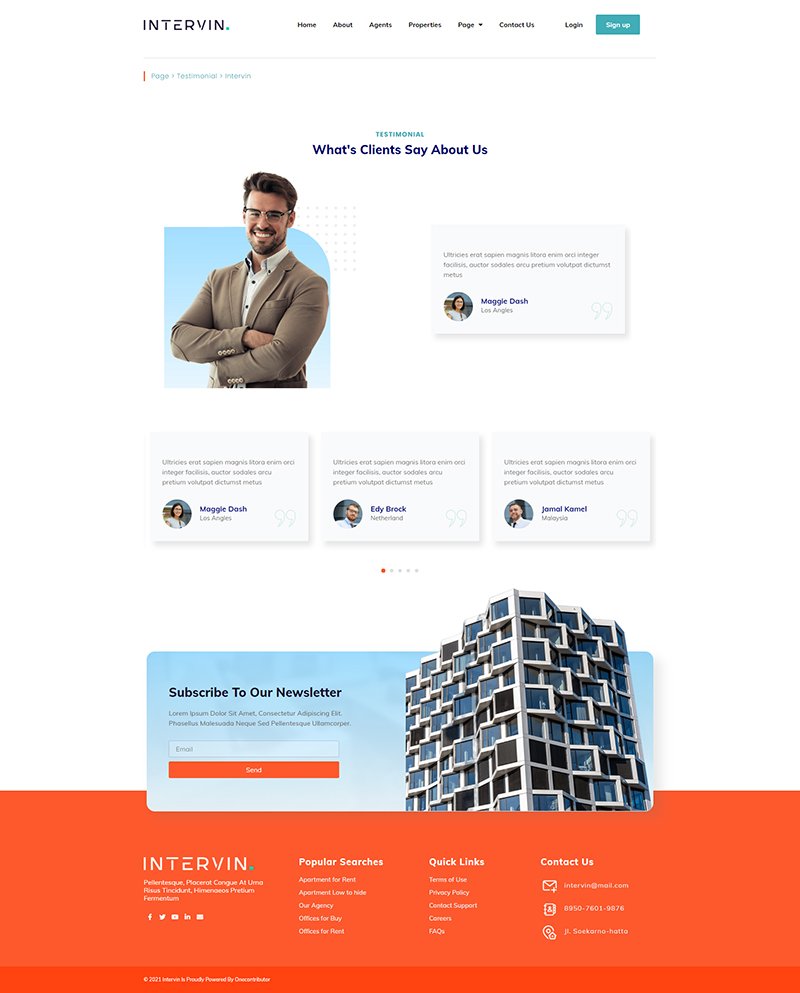 INTERVIN.
Home About Agents Properties Page Contact Us Login Sign up
Page > Testimonial > Intervin
TESTIMONIAL
What's Clients Say About Us
Ultricies erat sapien magnis litora enim orci integer
facilisis, auctor sodales arcu pretium volutpat dictumst
metus
Maggie Dash
Los Angles
Ultricies erat sapien magnis litora enim orci
integer facilisis, auctor sodales arcu
pretium volutpat dictumst metus
Maggie Dash
Los Angles
Ultricies erat sapien magnis litora enim orci
integer facilisis, auctor sodales arcu
pretium volutpat dictumst metus
Edy Brock
Netherland
Ultricies erat sapien magnis litora enim orci
integer facilisis, auctor sodales arcu
pretium volutpat dictumst metus
Jamal Kamel
Malaysia
Subscribe To Our Newsletter
Lorem Ipsum Dolor Sit Amet, Consectetur Adipiscing Elit.
Phasellus Malesuada Neque Sed Pellentesque Ullamcorper.
Email
Send
INTERVIN.
Pellentesque, Placerat Congue At Urna
Risus Tincidunt, Himenaeos Pretium
Fermentum
Popular Searches
Apartment for Rent
Apartment Low to hide
Our Agency
Offices for Buy
Offices for Rent
Quick Links
Terms of Use
Privacy Policy
Contact Support
Careers
FAQs
Contact Us
intervin@mail.com
8950-7601-9876
Jl. Soekarno-hatta
© 2021 Intervin Is Proudly Powered By Onecontributor